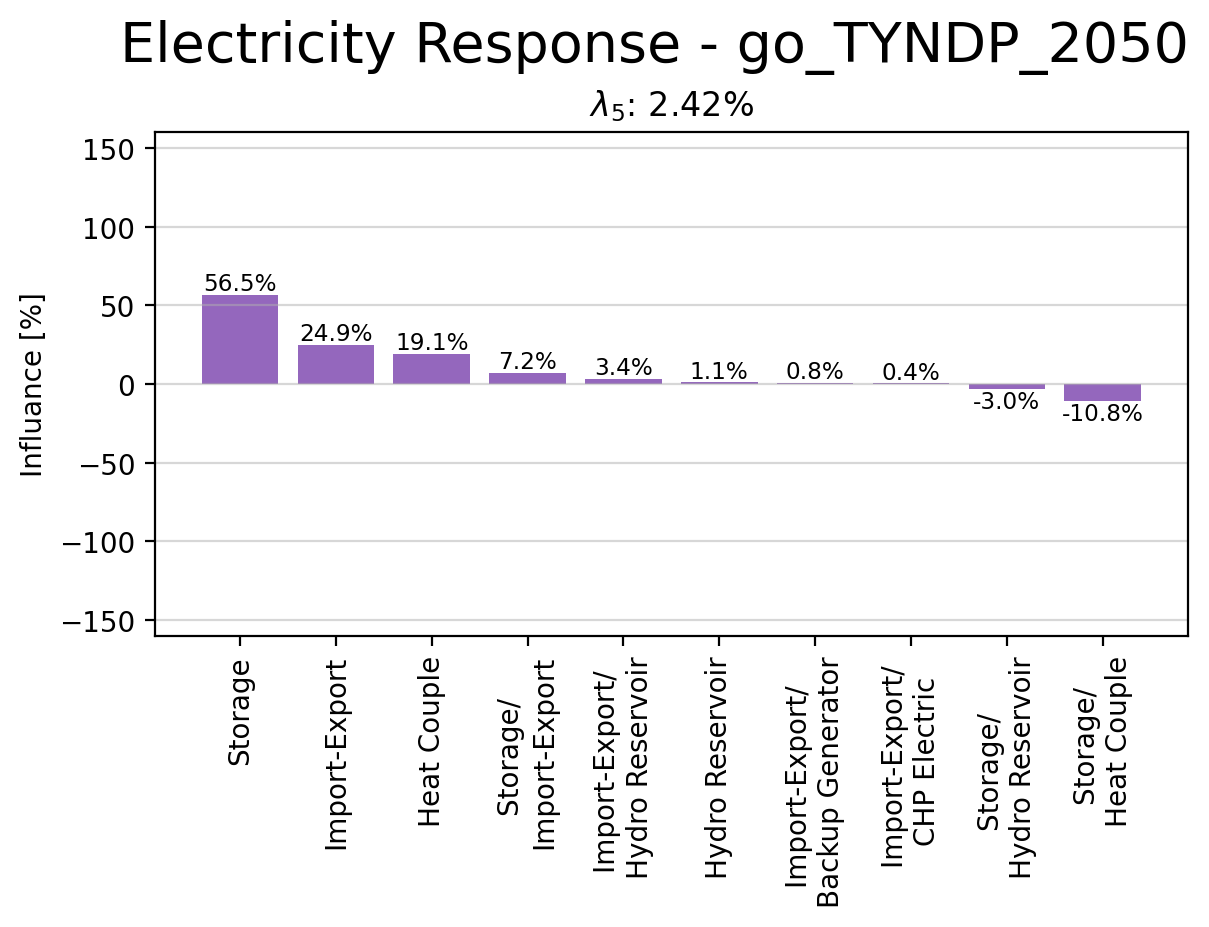 Electricity Response - go_TYNDP_2050
λ5: 2.42%
Influance [%]
150
100
50
0
−50
−100
−150
56.5%
24.9%
19.1%
7.2%
3.4%
1.1%
0.8%
0.4%
-3.0%
-10.8%
Storage
Import-Export
Heat Couple
Storage/
Import-Export
Import-Export/
Hydro Reservoir
Hydro Reservoir
Import-Export/
Backup Generator
Import-Export/
CHP Electric
Storage/
Hydro Reservoir
Storage/
Heat Couple